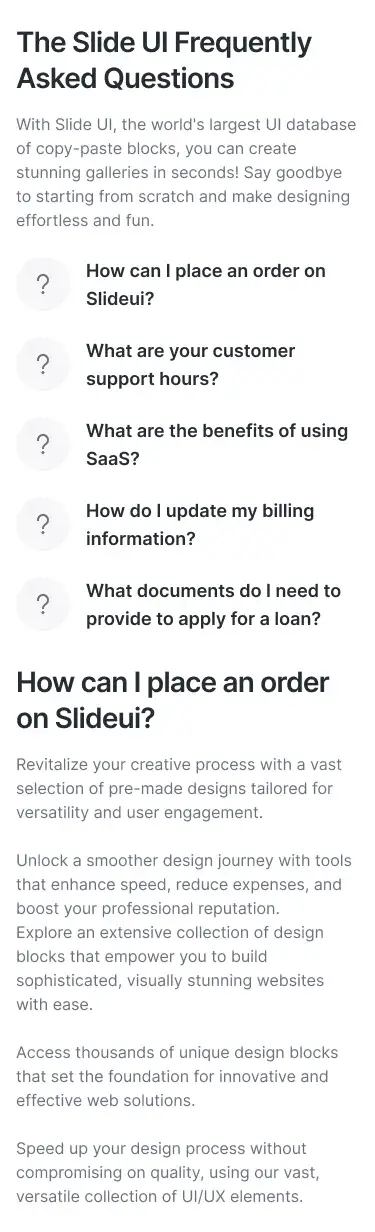 The Slide UI Frequently
Asked Questions
With Slide UI, the world's largest UI database
of copy-paste blocks, you can create
stunning galleries in seconds! Say goodbye
to starting from scratch and make designing
effortless and fun.
?
How can I place an order on
Slideui?
?
What are your customer
support hours?
?
What are the benefits of using
SaaS?
?
How do I update my billing
information?
?
What documents do I need to
provide to apply for a loan?
How can I place an order
on Slideui?
Revitalize your creative process with a vast
selection of pre-made designs tailored for
versatility and user engagement.
Unlock a smoother design journey with tools
that enhance speed, reduce expenses, and
boost your professional reputation.
Explore an extensive collection of design
blocks that empower you to build
sophisticated, visually stunning websites
with ease.
Access thousands of unique design blocks
that set the foundation for innovative and
effective web solutions.
Speed up your design process without
compromising on quality, using our vast,
versatile collection of UI/UX elements.